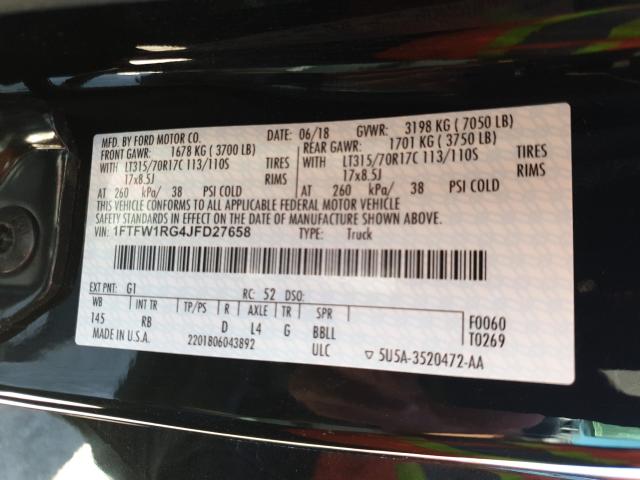 MFD. BY FORD MOTOR CO. DATE: 06/18 GVWR: 3198 KG ( 7050 LB)
FRONT GAWR: 1678 KG ( 3700 LB) REAR GAWR: 1701 KG ( 3750 LB)
WITH LT315/70R17C 113/110S TIRES WITH LT315/70R17C 113/110S TIRES
17x8.5J RIMS 17x8.5J RIMS
AT 260 kPa/ 38 PSI COLD AT 260 kPa/ 38 PSI COLD
THIS VEHICLE CONFORMS TO ALL APPLICABLE FEDERAL MOTOR VEHICLE
SAFETY STANDARDS IN EFFECT ON THE DATE OF MANUFACTURE SHOWN ABOVE.
VIN: 1FTFW1RG4JFD27658 TYPE: Truck
EXT PNT: G1 RC: 52 DSO:
WB INT TR TP/PS R AXLE TR SPR F0060
145 RB D L4 G BBLL T0269
MADE IN U.S.A. 2201806043892 ULC ▽ 5U5A-3520472-AA